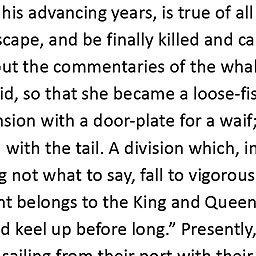 his advancing years, is true of all
scape, and be finally killed and ca
out the commentaries of the whal
id, so that she became a loose-fis
nsion with a door-plate for a waif;
with the tail. A division which, in
g not what to say, fall to vigorous
nt belongs to the King and Queen
d keel up before long.” Presently,
sailing from their port with their